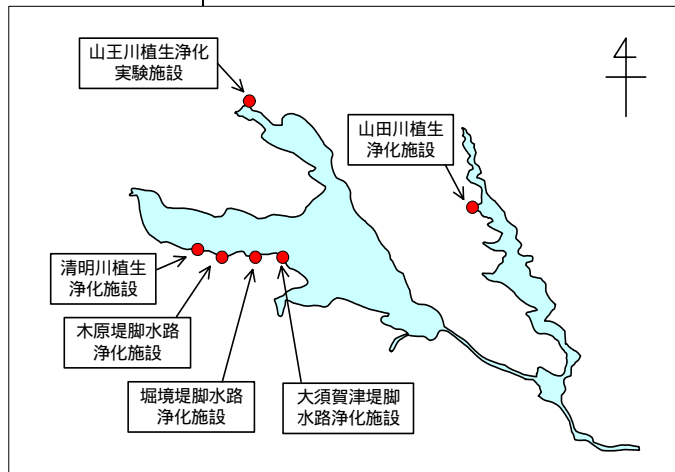 山王川植生浄化
実験施設
山田川植生
浄化施設
清明川植生
浄化施設
木原堤脚水路
浄化施設
堀境堤脚水路
浄化施設
大須賀津堤脚
水路浄化施設